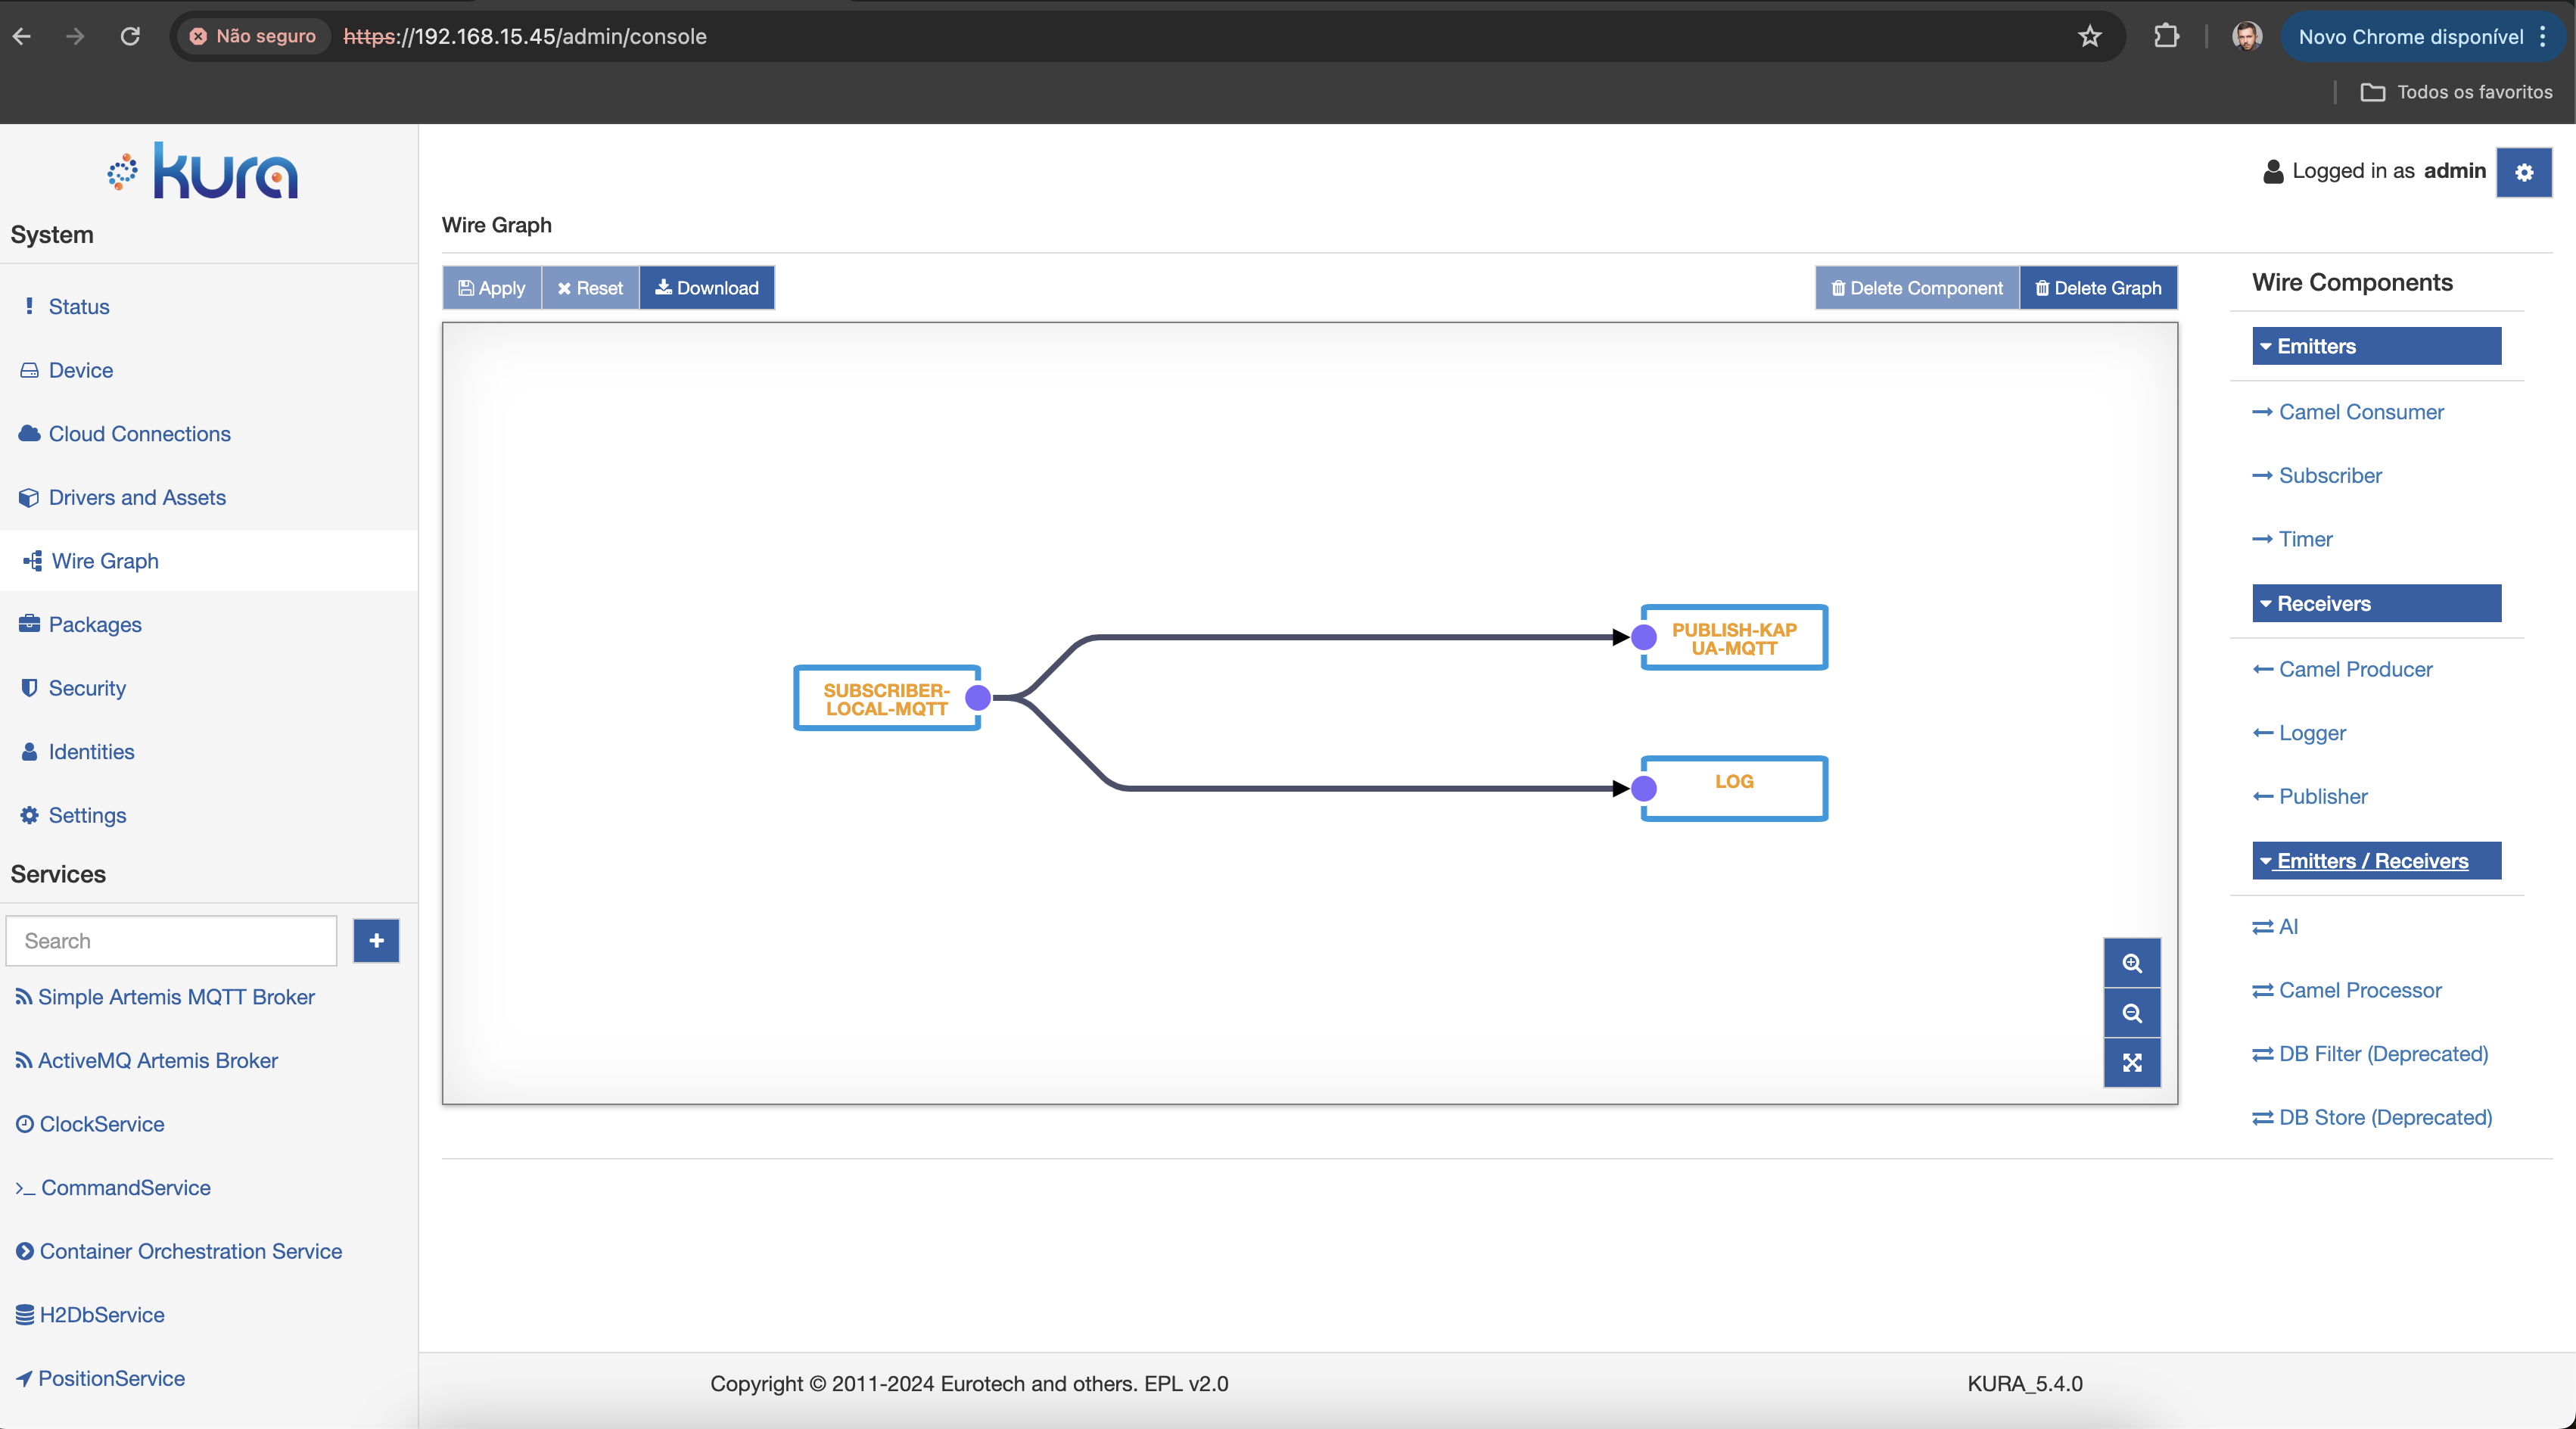 Não seguro https://192.168.15.45/admin/console
Novo Chrome disponível
Todos os favoritos
kura
System
Status
Device
Cloud Connections
Drivers and Assets
Wire Graph
Packages
Security
Identities
Settings
Services
Search
Simple Artemis MQTT Broker
ActiveMQ Artemis Broker
ClockService
CommandService
Container Orchestration Service
H2DbService
PositionService
Logged in as admin
Wire Graph
Apply Reset Download
Delete Component Delete Graph
SUBSCRIBER-
LOCAL-MQTT
PUBLISH-KAP
UA-MQTT
LOG
Wire Components
Emitters
Camel Consumer
Subscriber
Timer
Receivers
Camel Producer
Logger
Publisher
Emitters / Receivers
AI
Camel Processor
DB Filter (Deprecated)
DB Store (Deprecated)
Copyright © 2011-2024 Eurotech and others. EPL v2.0
KURA_5.4.0